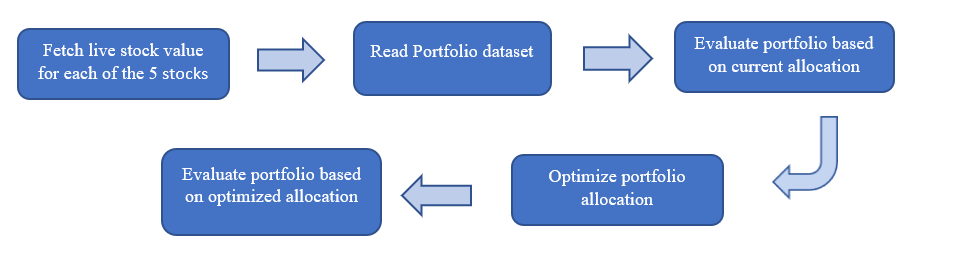 Fetch live stock value
for each of the 5 stocks
Read Portfolio dataset
Evaluate portfolio based
on current allocation
Optimize portfolio
allocation
Evaluate portfolio based
on optimized allocation